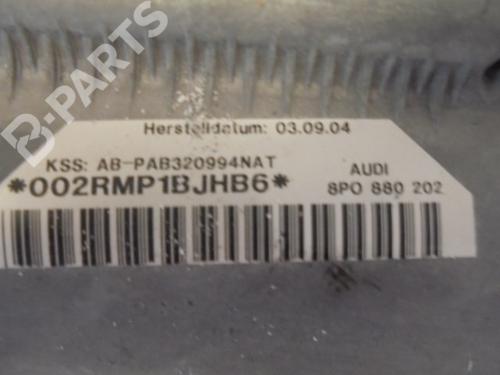 B-PARTS
Herstelldatum: 03.09.04
KSS: AB-PAB320994NAT
AUDI
*002RMP1BJHB6*
8P0 880 202